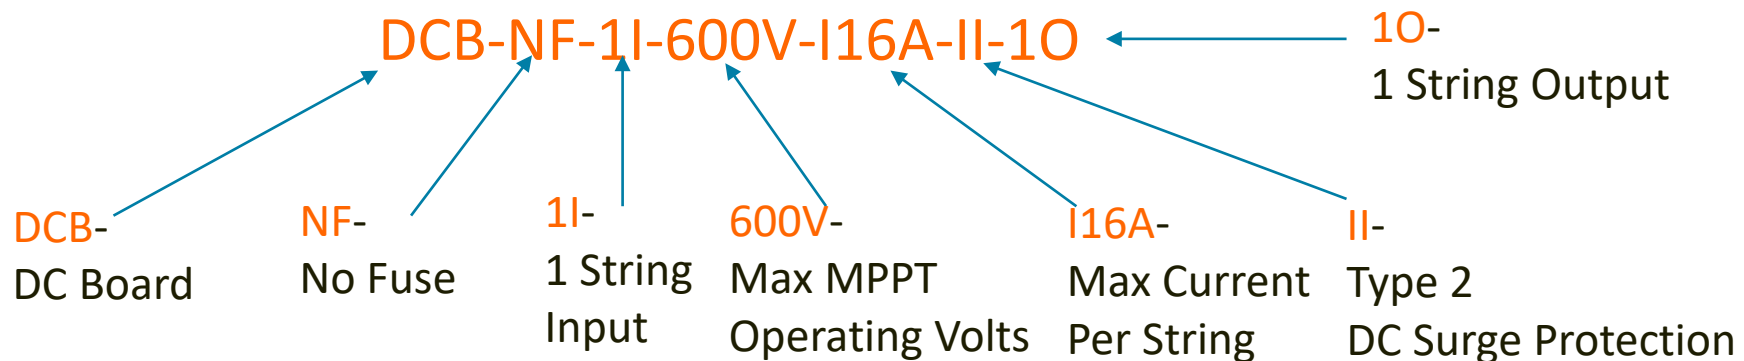 DCB-NF-1I-600V-I16A-II-1O
1O-
1 String Output
DCB-
DC Board
NF-
No Fuse
1I-
1 String
Input
600V-
Max MPPT
Operating Volts
I16A-
Max Current
Per String
II-
Type 2
DC Surge Protection